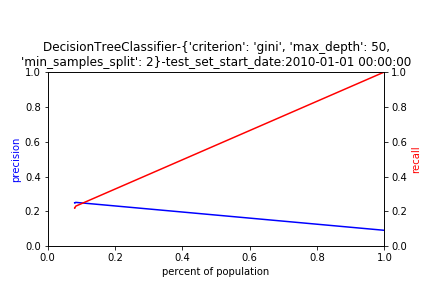 DecisionTreeClassifier-{'criterion': 'gini', 'max_depth': 50,
'min_samples_split': 2}-test_set_start_date:2010-01-01 00:00:00
1.0
0.8
0.6
0.4
0.2
0.0
precision
1.0
0.8
0.6
0.4
0.2
0.0
recall
0.0 0.2 0.4 0.6 0.8 1.0
percent of population